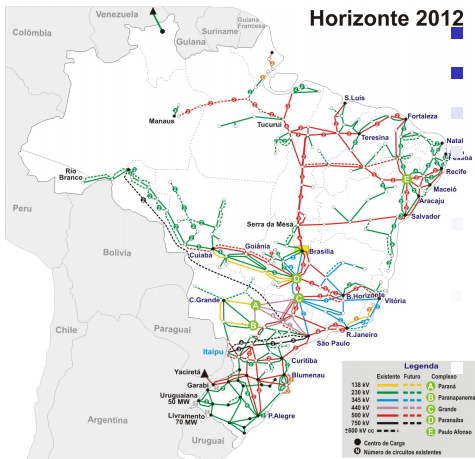 Horizonte 2012
Venezuela
Guiana
Francesa
Colômbia
Suriname
Guiana
S.Luís
Manaus
Tucuruí
Fortaleza
Teresina
Natal
Recife
Maceió
Aracaju
Salvador
E
Rio
Branco
Peru
Serra da Mesa
Goiânia
Brasília
Cuiabá
Bolívia
D
C
C.Grande
A
B
B.Horizonte
Vitória
R.Janeiro
São Paulo
Chile
Paraguai
Itaipu
Curitiba
Blumenau
Yaciretá
Garabi
Uruguaiana
50 MW
Livramento
70 MW
P.Alegre
Argentina
Uruguai
Legenda
Existente Futuro Complexo
138 kV A Paraná
230 kV B Paranapanema
345 kV
440 kV C Grande
500 kV D Paranaíba
750 kV
±600 kV cc E Paulo Afonso
Centro de Carga
N Número de circuitos existentes